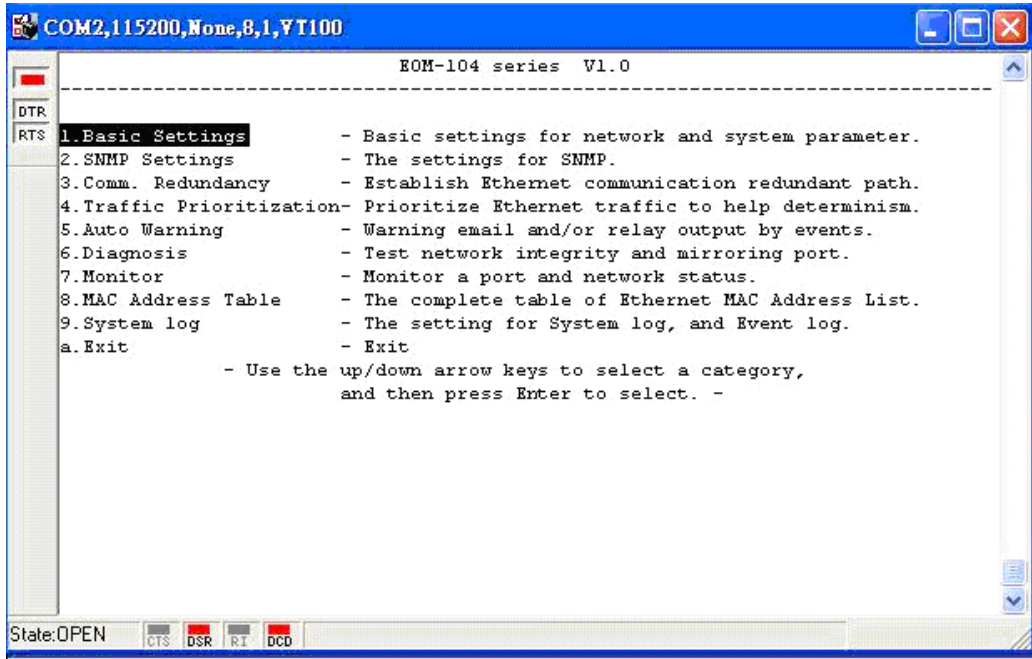 COM2,115200,None,8,1,VT100
EOM-104 series V1.0
DTR
RTS
1.Basic Settings - Basic settings for network and system parameter.
2.SNMP Settings - The settings for SNMP.
3.Comm. Redundancy - Establish Ethernet communication redundant path.
4.Traffic Prioritization- Prioritize Ethernet traffic to help determinism.
5.Auto Warning - Warning email and/or relay output by events.
6.Diagnosis - Test network integrity and mirroring port.
7.Monitor - Monitor a port and network status.
8.MAC Address Table - The complete table of Ethernet MAC Address List.
9.System log - The setting for System log, and Event log.
a.Exit - Exit
- Use the up/down arrow keys to select a category,
and then press Enter to select. -
State:OPEN CTS DSR RI DCD